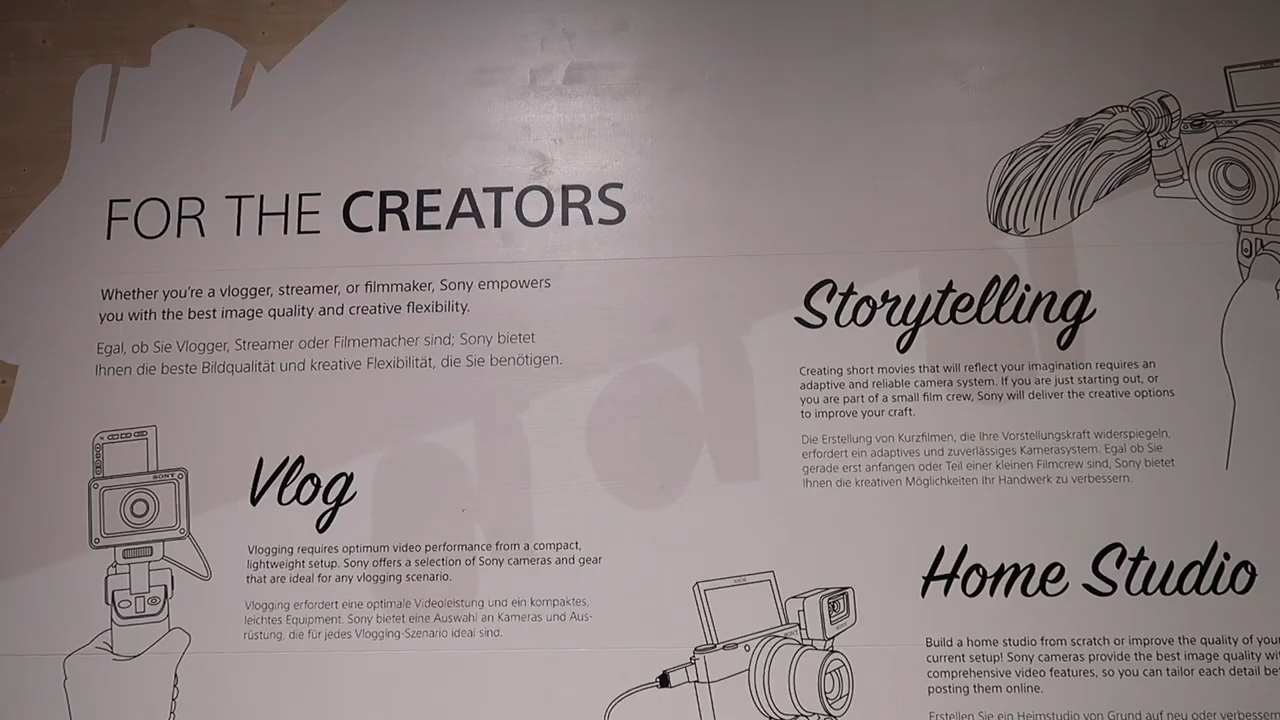 FOR THE CREATORS
Whether you're a vlogger, streamer, or filmmaker, Sony empowers
you with the best image quality and creative flexibility.
Egal, ob Sie Vlogger, Streamer oder Filmemacher sind; Sony bietet
Ihnen die beste Bildqualität und kreative Flexibilität, die Sie benötigen.
SONY
Vlog
Vlogging requires optimum video performance from a compact,
lightweight setup. Sony offers a selection of Sony cameras and gear
that are ideal for any vlogging scenario.
Vlogging erfordert eine optimale Videoleistung und ein kompaktes,
leichtes Equipment. Sony bietet eine Auswahl an Kameras und Aus-
rüstung, die für jedes Vlogging-Szenario ideal sind.
SONY
Storytelling
Creating short movies that will reflect your imagination requires an
adaptive and reliable camera system. If you are just starting out, or
you are part of a small film crew, Sony will deliver the creative options
to improve your craft.
Die Erstellung von Kurzfilmen, die Ihre Vorstellungskraft widerspiegeln,
erfordert ein adaptives und zuverlässiges Kamerasystem. Egal ob Sie
gerade erst anfangen oder Teil einer kleinen Filmcrew sind, Sony bietet
Ihnen die kreativen Möglichkeiten Ihr Handwerk zu verbessern.
SONY
Home Studio
Build a home studio from scratch or improve the quality of your
current setup! Sony cameras provide the best image quality wi
comprehensive video features, so you can tailor each detail be
posting them online.
Erstellen Sie ein Heimstudio von Grund auf neu oder verbessern